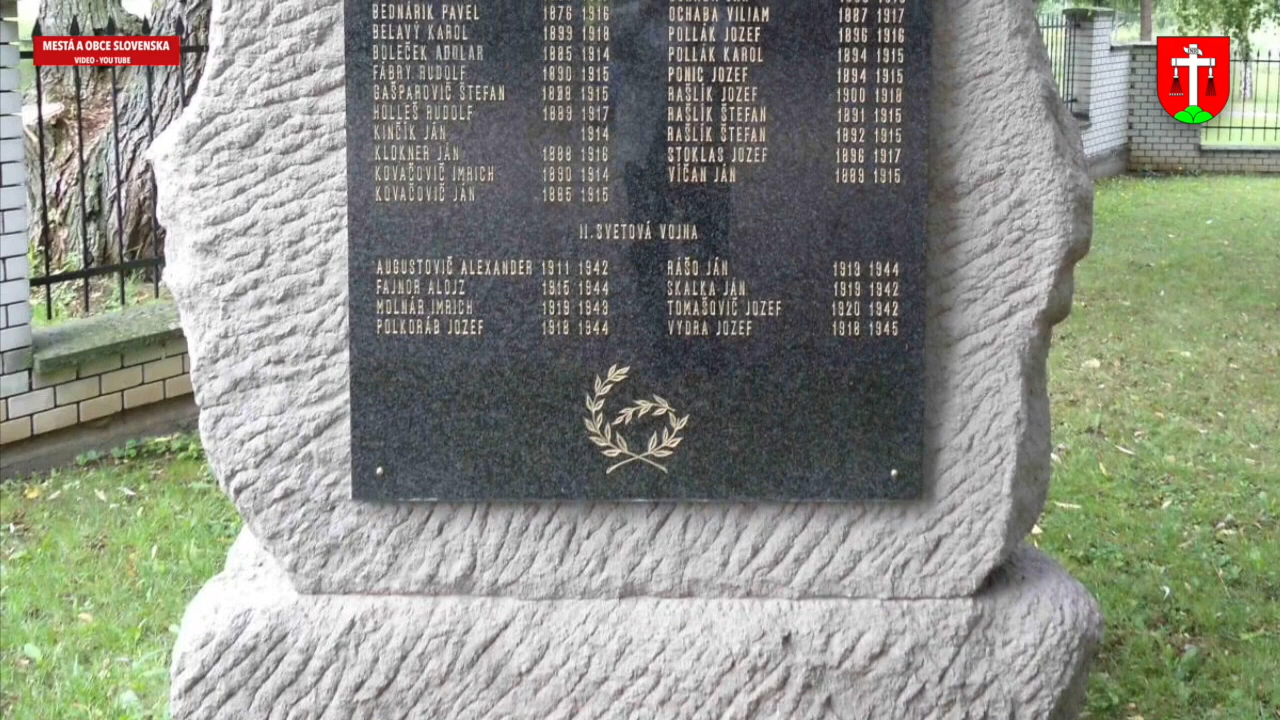 MESTÁ A OBCE SLOVENSKA
VIDEO - YOU TUBE
BEDNÁRIK PAVEL 1876 1916
BELAVÝ KAROL 1899 1918
BOLEČEK ADOLAR 1885 1914
FÁBRY RUDOLF 1890 1915
GAŠPAROVIČ ŠTEFAN 1888 1915
HOLLEŠ RUDOLF 1889 1917
KINČIK JÁN 1914
KLOKNER JÁN 1888 1916
KOVAČOVIČ IMRICH 1890 1914
KOVAČOVIČ JÁN 1885 1915
OCHABA VILIAM 1887 1917
POLLÁK JOZEF 1896 1916
POLLÁK KAROL 1894 1915
PONIC JOZEF 1894 1915
RAŠLÍK JOZEF 1900 1918
RAŠLÍK ŠTEFAN 1891 1915
RAŠLÍK ŠTEFAN 1892 1915
STOKLAS JOZEF 1896 1917
VIČAN JÁN 1889 1915
II.SVETOVÁ VOJNA
AUGUSTOVIČ ALEXANDER 1911 1942
FAJNOR ALOJZ 1915 1944
MOLNÁR IMRICH 1919 1943
POLKORÁB JOZEF 1918 1944
RÁŠO JÁN 1919 1944
SKALKA JÁN 1919 1942
TOMAŠOVIČ JOZEF 1920 1942
VYDRA JOZEF 1918 1945